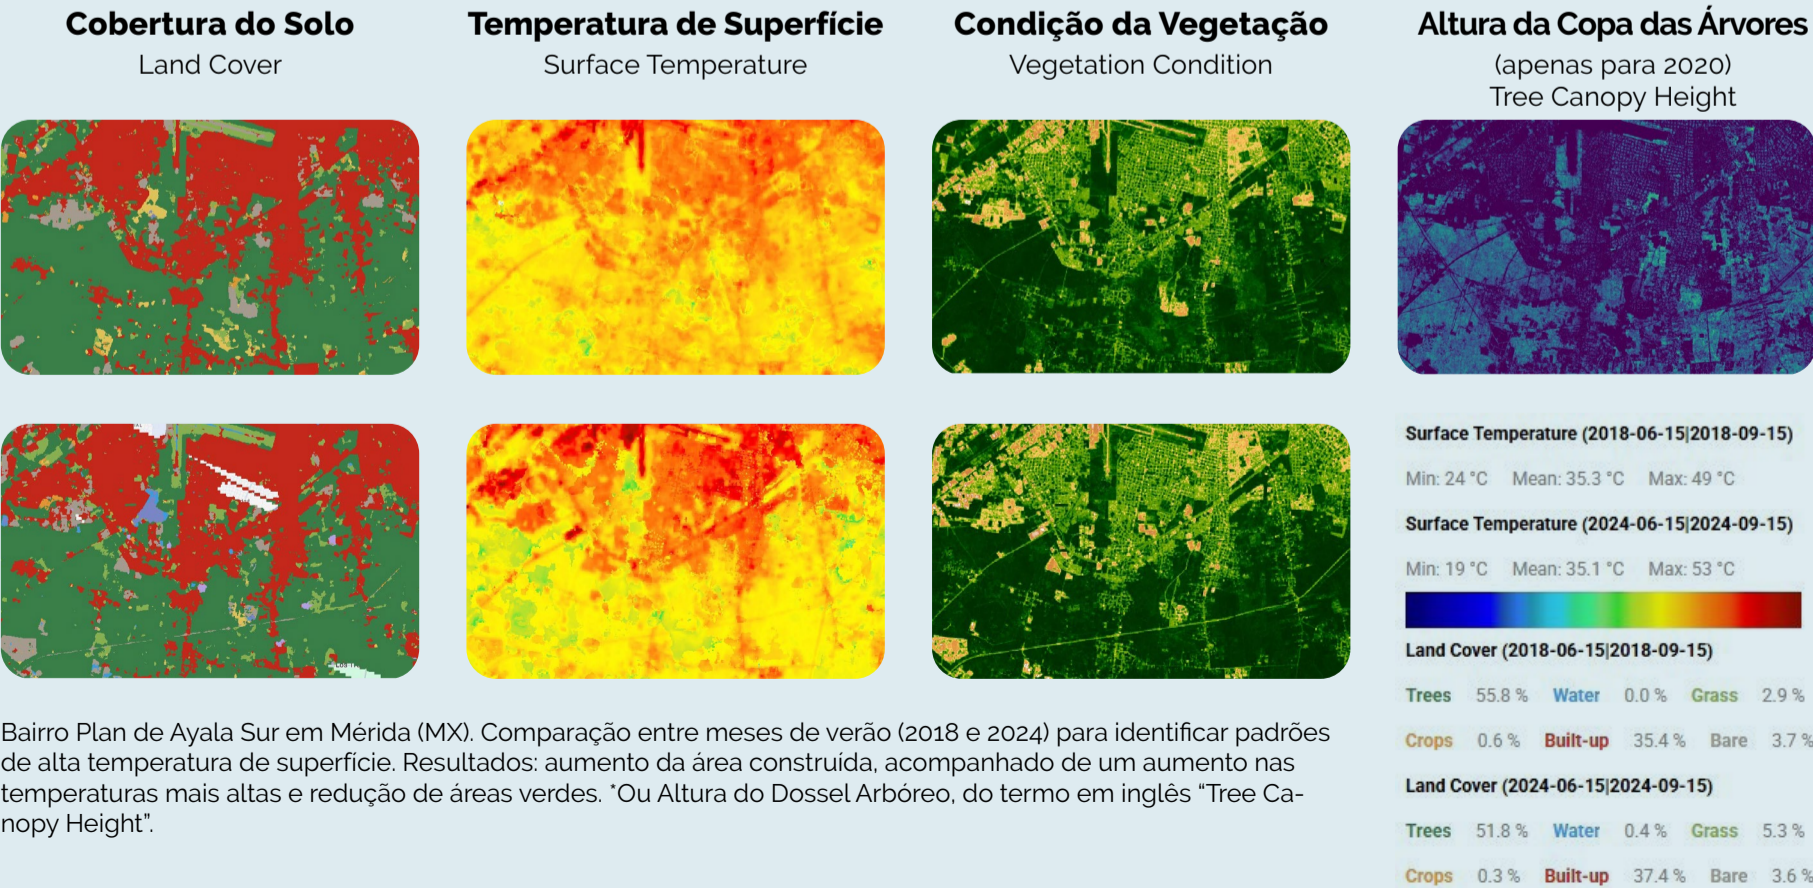 Cobertura do Solo
Land Cover
Temperatura de Superfície
Surface Temperature
Condição da Vegetação
Vegetation Condition
Altura da Copa das Árvores
(apenas para 2020)
Tree Canopy Height
Surface Temperature (2018-06-15|2018-09-15)
Min: 24 °C Mean: 35.3 °C Max: 49 °C
Surface Temperature (2024-06-15|2024-09-15)
Min: 19 °C Mean: 35.1 °C Max: 53 °C
Land Cover (2018-06-15|2018-09-15)
Trees 55.8 % Water 0.0 % Grass 2.9 %
Crops 0.6 % Built-up 35.4 % Bare 3.7 %
Land Cover (2024-06-15|2024-09-15)
Trees 51.8 % Water 0.4 % Grass 5.3 %
Crops 0.3 % Built-up 37.4 % Bare 3.6 %
Bairro Plan de Ayala Sur em Mérida (MX). Comparação entre meses de verão (2018 e 2024) para identificar padrões
de alta temperatura de superfície. Resultados: aumento da área construída, acompanhado de um aumento nas
temperaturas mais altas e redução de áreas verdes. *Ou Altura do Dossel Arbóreo, do termo em inglês “Tree Ca-
nopy Height”.